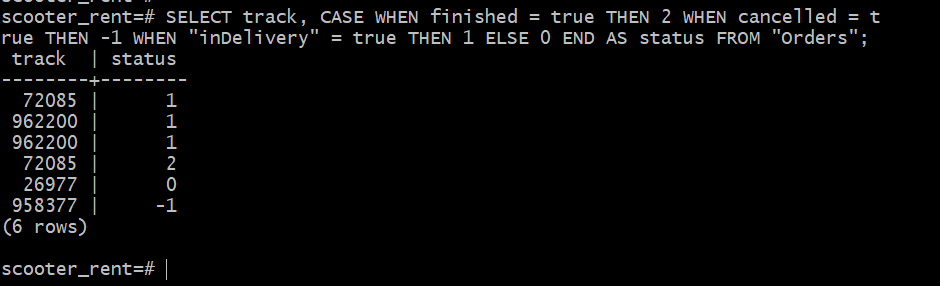 scooter_rent=# SELECT track, CASE WHEN finished = true THEN 2 WHEN cancelled = t
rue THEN -1 WHEN "inDelivery" = true THEN 1 ELSE 0 END AS status FROM "Orders";
 track  | status
--------+--------
  72085 |      1
 962200 |      1
 962200 |      1
  72085 |      2
  26977 |      0
 958377 |     -1
(6 rows)
scooter_rent=#